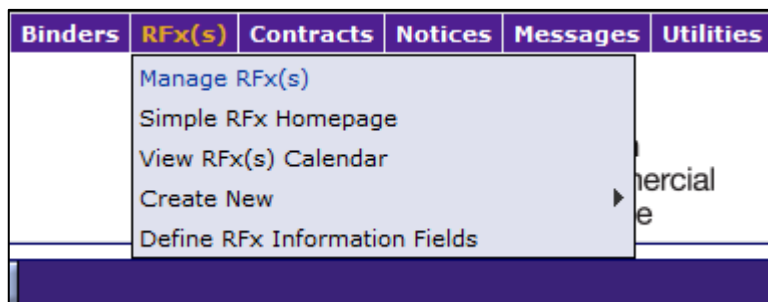 Binders RFx(s) Contracts Notices Messages Utilities
Manage RFx(s)
Simple RFx Homepage
View RFx(s) Calendar
Create New
Define RFx Information Fields